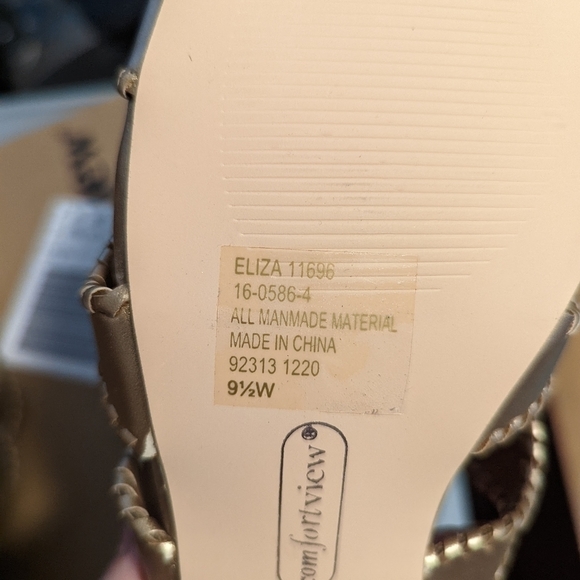 ELIZA 11696
16-0586-4
ALL MANMADE MATERIAL
MADE IN CHINA
92313 1220
9½W
comfortview®